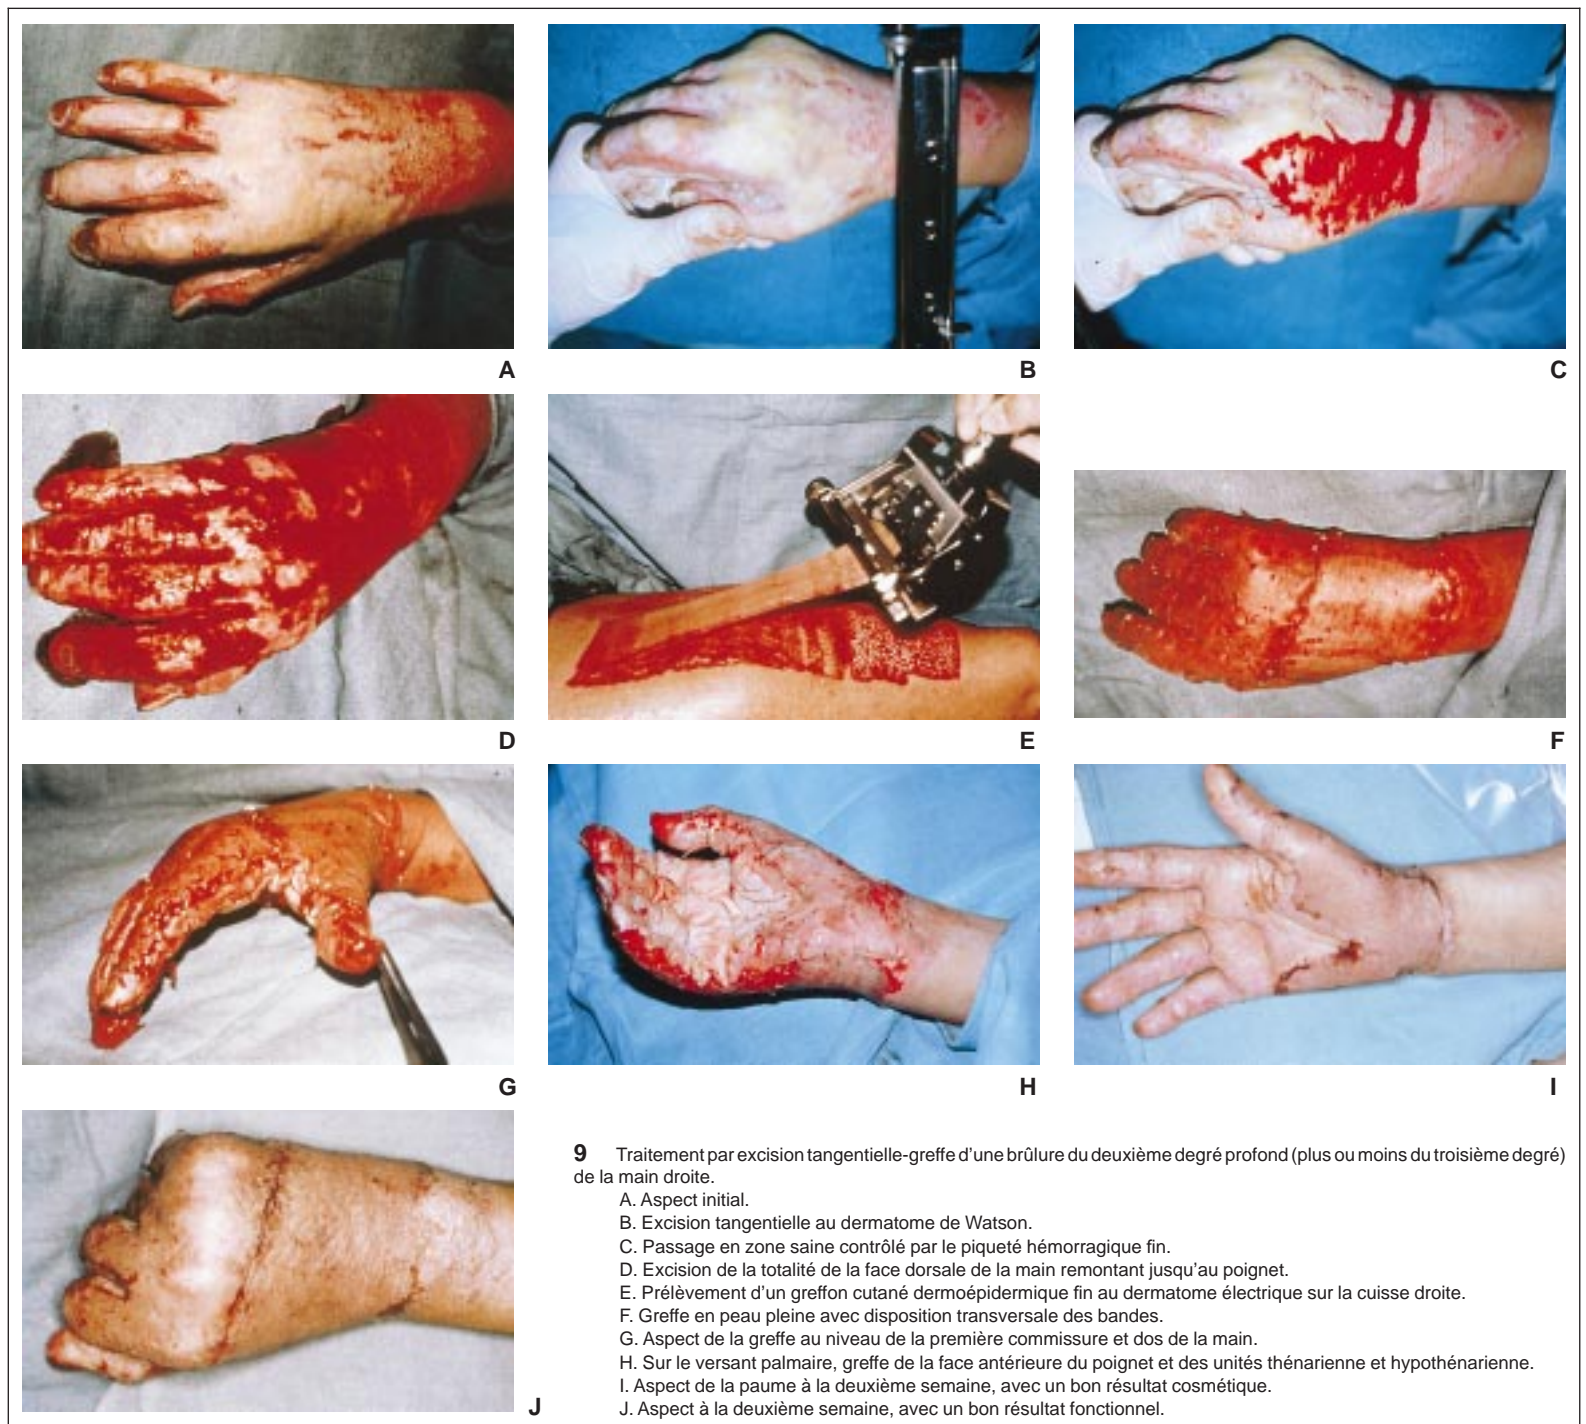 A
B
C
D
E
F
G
H
I
J
9 Traitement par excision tangentielle-greffe d'une brûlure du deuxième degré profond (plus ou moins du troisième degré)
de la main droite.
A. Aspect initial.
B. Excision tangentielle au dermatome de Watson.
C. Passage en zone saine contrôlé par le piqueté hémorragique fin.
D. Excision de la totalité de la face dorsale de la main remontant jusqu'au poignet.
E. Prélèvement d'un greffon cutané dermoépidermique fin au dermatome électrique sur la cuisse droite.
F. Greffe en peau pleine avec disposition transversale des bandes.
G. Aspect de la greffe au niveau de la première commissure et dos de la main.
H. Sur le versant palmaire, greffe de la face antérieure du poignet et des unités thénarienne et hypothénarienne.
I. Aspect de la paume à la deuxième semaine, avec un bon résultat cosmétique.
J. Aspect à la deuxième semaine, avec un bon résultat fonctionnel.